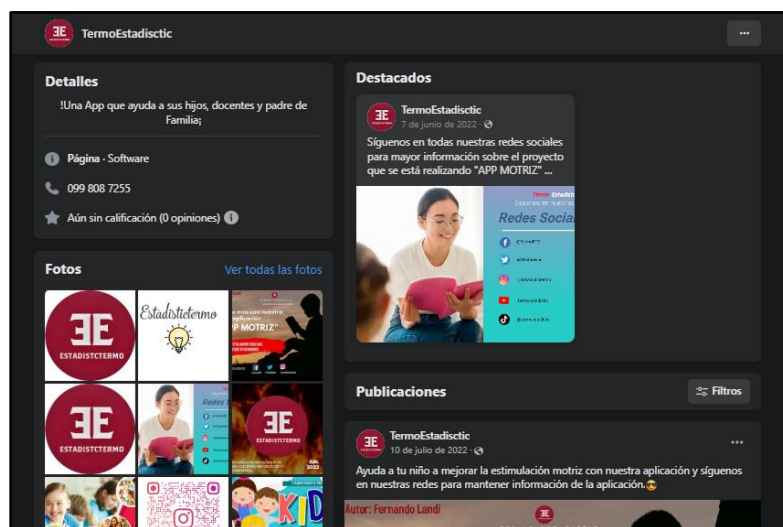 TermoEstadisctic
Detalles
!Una App que ayuda a sus hijos, docentes y padre de
Familia¡
Página · Software
099 808 7255
Aún sin calificación (0 opiniones)
Fotos
Ver todas las fotos
ESTADISTCTERMO
Estadistictermo
APP MOTRIZ"
ESTADISTCTERMO
Redes
ESTADISTCTERMO
JUN.
2022
KID
Destacados
TermoEstadisctic
7 de junio de 2022 ·
Síguenos en todas nuestras redes sociales
para mayor información sobre el proyecto
que se está realizando "APP MOTRIZ" ...
Redes Social
Publicaciones
Filtros
TermoEstadisctic
10 de julio de 2022 ·
Ayuda a tu niño a mejorar la estimulación motriz con nuestra aplicación y síguenos
en nuestras redes para mantener información de la aplicación.😎
Autor: Fernando Landi